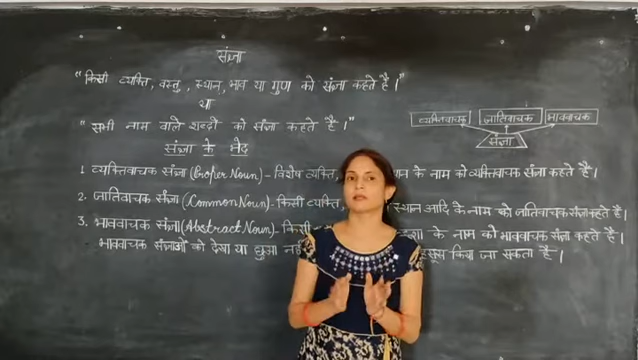 संज्ञा
"किसी व्यक्ति, वस्तु, स्थान, भाव या गुण को संज्ञा कहते हैं।"
या
"सभी नाम वाले शब्दों को संज्ञा कहते हैं।"
व्यक्तिवाचक जातिवाचक भाववाचक
संज्ञा
संज्ञा के भेद
1. व्यक्तिवाचक संज्ञा (Proper Noun) - विशेष व्यक्ति, स्थान के नाम को व्यक्तिवाचक संज्ञा कहते हैं।
2. जातिवाचक संज्ञा (Common Noun) - किसी व्यक्ति स्थान आदि के नाम को जातिवाचक संज्ञा कहते हैं।
3. भाववाचक संज्ञा (Abstract Noun) - किसी के नाम को भाववाचक संज्ञा कहते हैं।
भाववाचक संज्ञाओं को देखा या छुआ किया जा सकता है।